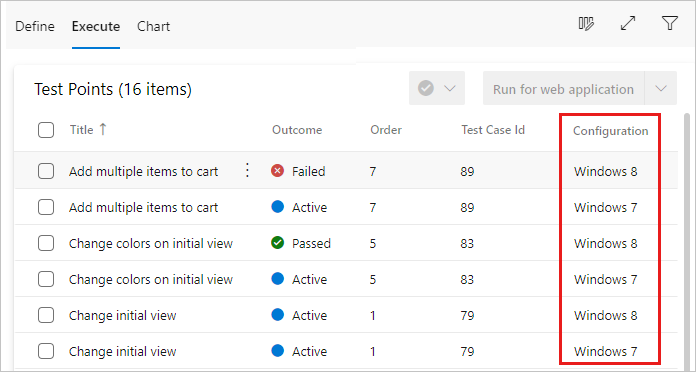 Define Execute Chart
Test Points (16 items) Run for web application
Title ↑ Outcome Order Test Case Id Configuration
Add multiple items to cart Failed 7 89 Windows 8
Add multiple items to cart Active 7 89 Windows 7
Change colors on initial view Passed 5 83 Windows 8
Change colors on initial view Active 5 83 Windows 7
Change initial view Active 1 79 Windows 8
Change initial view Active 1 79 Windows 7